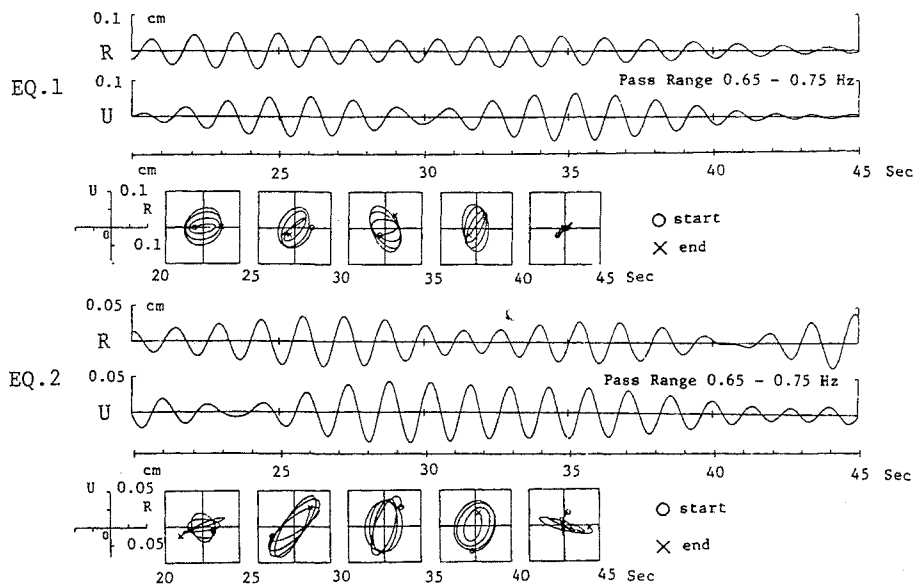 0.1 cm
R
EQ.1
0.1
Pass Range 0.65 - 0.75 Hz
U
cm 25 30 35 40 45 Sec
U 0.1
R
0
0.1
O start
X end
20 25 30 35 40 45 Sec
0.05 cm
R
EQ.2
0.05
Pass Range 0.65 - 0.75 Hz
U
cm 25 30 35 40 45 Sec
U 0.05
R
0
0.05
O start
X end
20 25 30 35 40 45 Sec